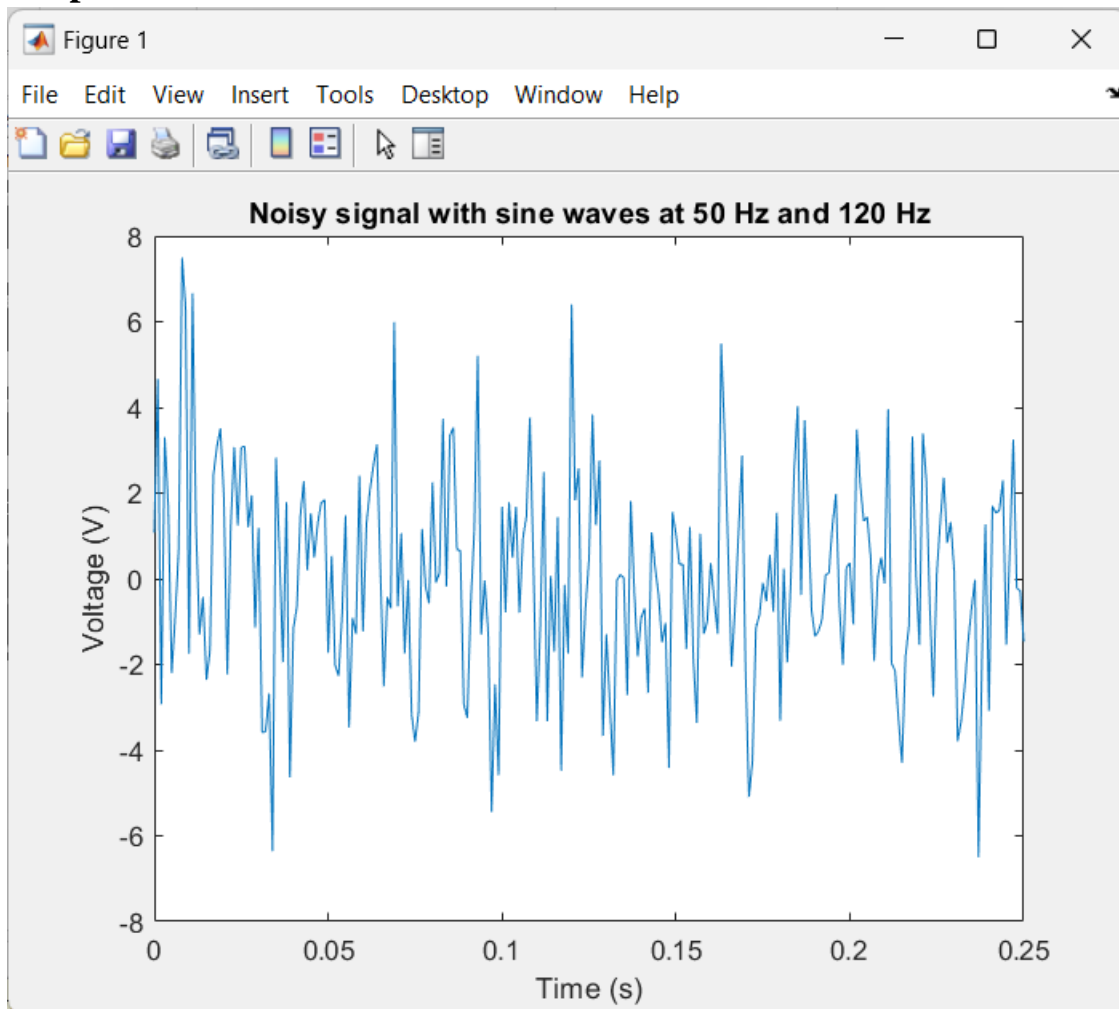 Figure 1
File Edit View Insert Tools Desktop Window Help
Noisy signal with sine waves at 50 Hz and 120 Hz
8
6
4
2
0
-2
-4
-6
-8
Voltage (V)
0 0.05 0.1 0.15 0.2 0.25
Time (s)